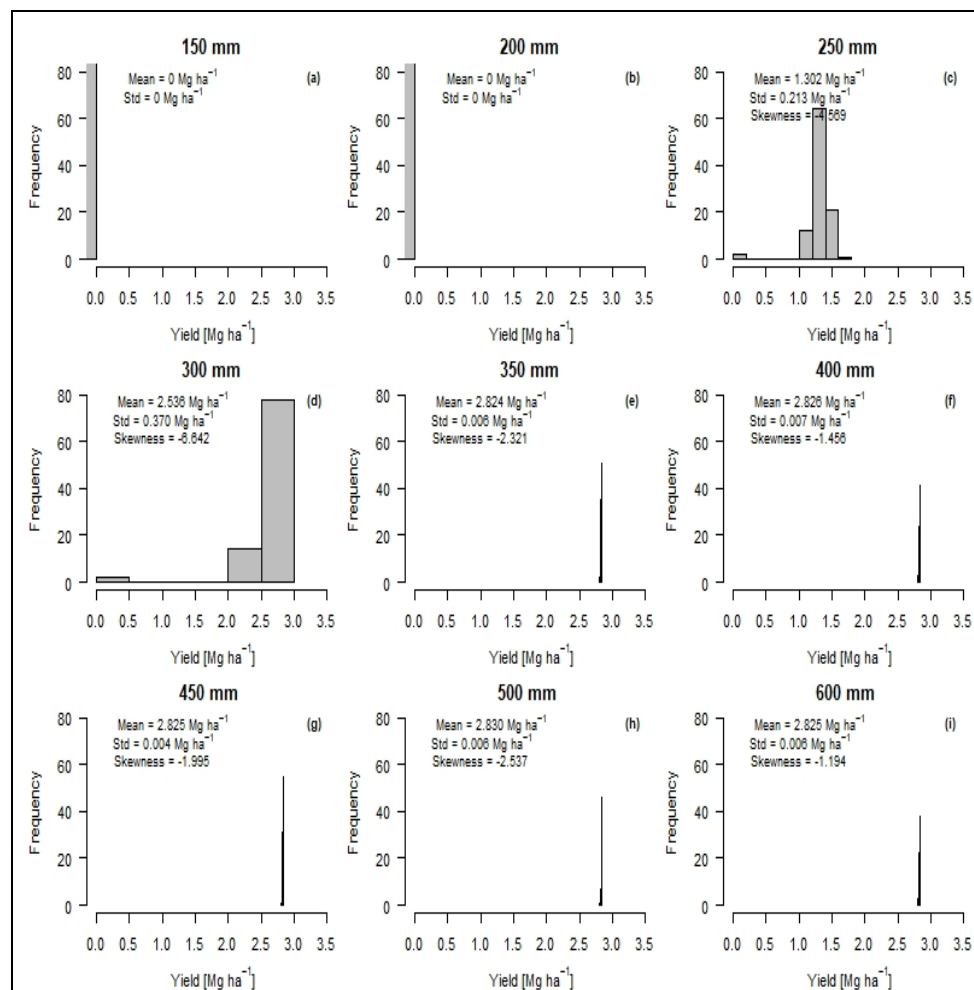 150 mm
Mean = 0 Mg ha⁻¹
Std = 0 Mg ha⁻¹
(a)
Frequency
80
60
40
20
0
0.0 0.5 1.0 1.5 2.0 2.5 3.0 3.5
Yield [Mg ha⁻¹]
200 mm
Mean = 0 Mg ha⁻¹
Std = 0 Mg ha⁻¹
(b)
Frequency
80
60
40
20
0
0.0 0.5 1.0 1.5 2.0 2.5 3.0 3.5
Yield [Mg ha⁻¹]
250 mm
Mean = 1.302 Mg ha⁻¹
Std = 0.213 Mg ha⁻¹
Skewness = -4.569
(c)
Frequency
80
60
40
20
0
0.0 0.5 1.0 1.5 2.0 2.5 3.0 3.5
Yield [Mg ha⁻¹]
300 mm
Mean = 2.536 Mg ha⁻¹
Std = 0.370 Mg ha⁻¹
Skewness = -6.642
(d)
Frequency
80
60
40
20
0
0.0 0.5 1.0 1.5 2.0 2.5 3.0 3.5
Yield [Mg ha⁻¹]
350 mm
Mean = 2.824 Mg ha⁻¹
Std = 0.006 Mg ha⁻¹
Skewness = -2.321
(e)
Frequency
80
60
40
20
0
0.0 0.5 1.0 1.5 2.0 2.5 3.0 3.5
Yield [Mg ha⁻¹]
400 mm
Mean = 2.826 Mg ha⁻¹
Std = 0.007 Mg ha⁻¹
Skewness = -1.456
(f)
Frequency
80
60
40
20
0
0.0 0.5 1.0 1.5 2.0 2.5 3.0 3.5
Yield [Mg ha⁻¹]
450 mm
Mean = 2.825 Mg ha⁻¹
Std = 0.004 Mg ha⁻¹
Skewness = -1.995
(g)
Frequency
80
60
40
20
0
0.0 0.5 1.0 1.5 2.0 2.5 3.0 3.5
Yield [Mg ha⁻¹]
500 mm
Mean = 2.830 Mg ha⁻¹
Std = 0.006 Mg ha⁻¹
Skewness = -2.537
(h)
Frequency
80
60
40
20
0
0.0 0.5 1.0 1.5 2.0 2.5 3.0 3.5
Yield [Mg ha⁻¹]
600 mm
Mean = 2.825 Mg ha⁻¹
Std = 0.006 Mg ha⁻¹
Skewness = -1.194
(i)
Frequency
80
60
40
20
0
0.0 0.5 1.0 1.5 2.0 2.5 3.0 3.5
Yield [Mg ha⁻¹]